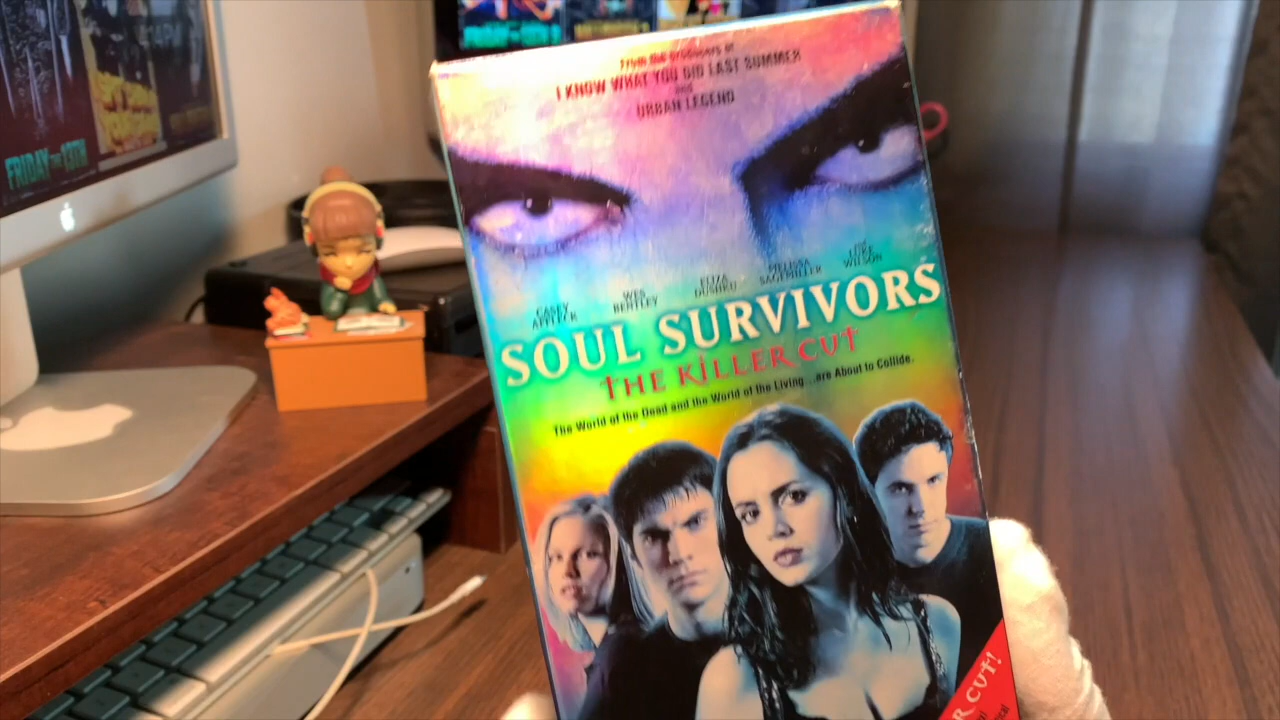 FRIDAY THE 13TH
From the producers of
I KNOW WHAT YOU DID LAST SUMMER
and
URBAN LEGEND
CASEY AFFLECK
WES BENTLEY
ELIZA DUSHKU
MELISSA SAGEMILLER
and LUKE WILSON
SOUL SURVIVORS
THE KILLER CUT
The World of the Dead and the World of the Living...are About to Collide.
CUT!